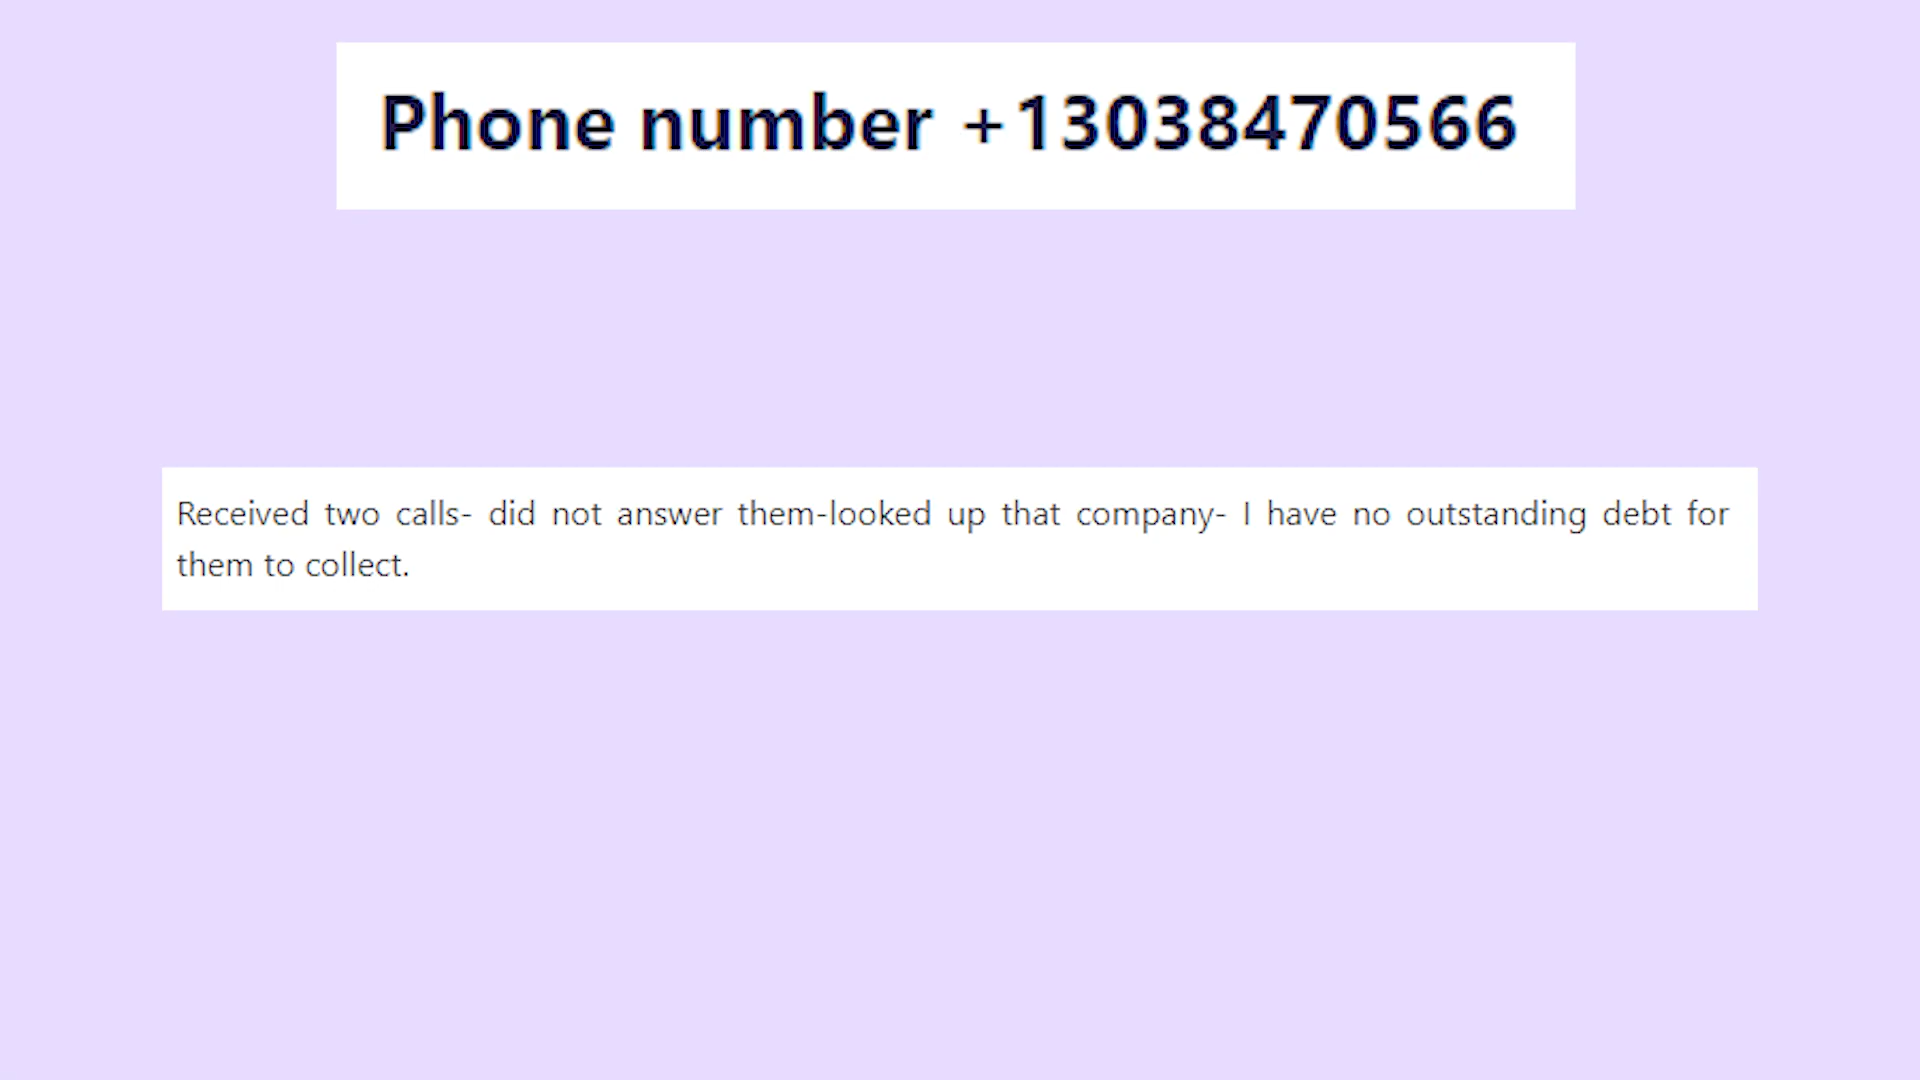 Phone number +13038470566
Received two calls- did not answer them-looked up that company- I have no outstanding debt for
them to collect.